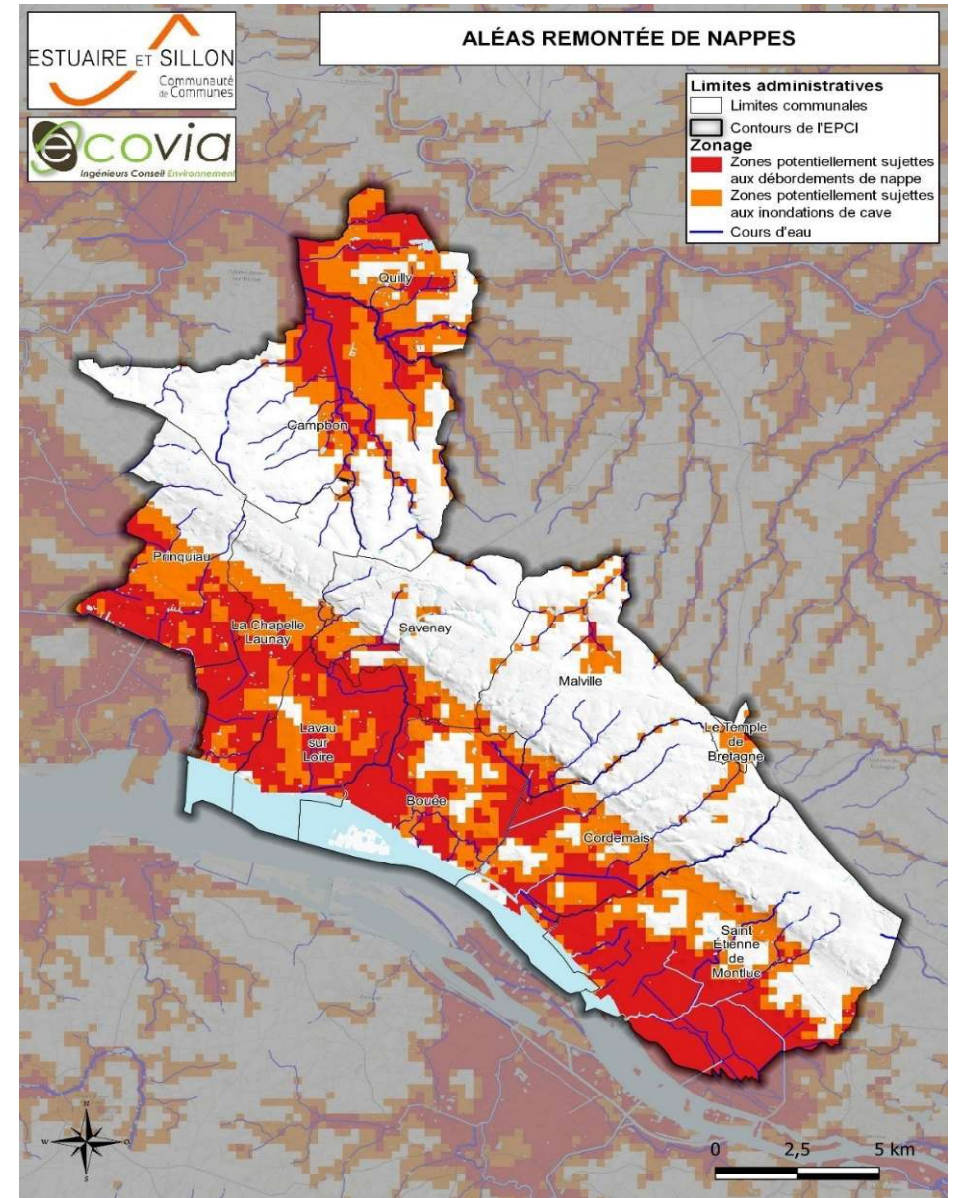 ESTUAIRE ET SILLON
Communauté
de Communes
ecovia
Ingénieurs Conseil Environnement
ALÉAS REMONTÉE DE NAPPES
Limites administratives
Limites communales
Contours de l'EPCI
Zonage
Zones potentiellement sujettes
aux débordements de nappe
Zones potentiellement sujettes
aux inondations de cave
Cours d'eau
Quilly
Campbon
Prinquiau
La Chapelle
Launay
Savenay
Malville
Lavau
sur
Loire
Le Temple
de
Bretagne
Bouée
Cordemais
Saint
Étienne
de
Montluc
N
W
O
S
0 2,5 5 km